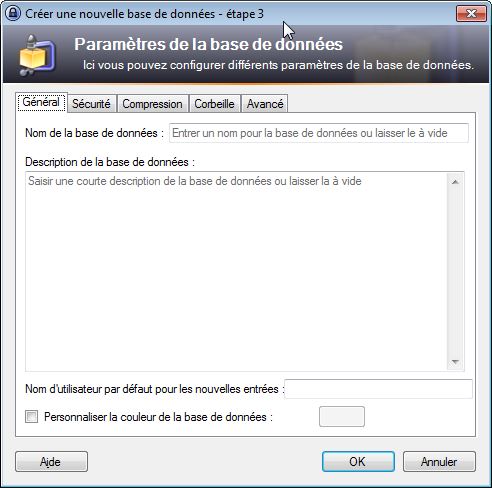 Créer une nouvelle base de données - étape 3
Paramètres de la base de données
Ici vous pouvez configurer différents paramètres de la base de données.
Général Sécurité Compression Corbeille Avancé
Nom de la base de données : Entrer un nom pour la base de données ou laisser le à vide
Description de la base de données :
Saisir une courte description de la base de données ou laisser la à vide
Nom d'utilisateur par défaut pour les nouvelles entrées :
Personnaliser la couleur de la base de données :
Aide OK Annuler